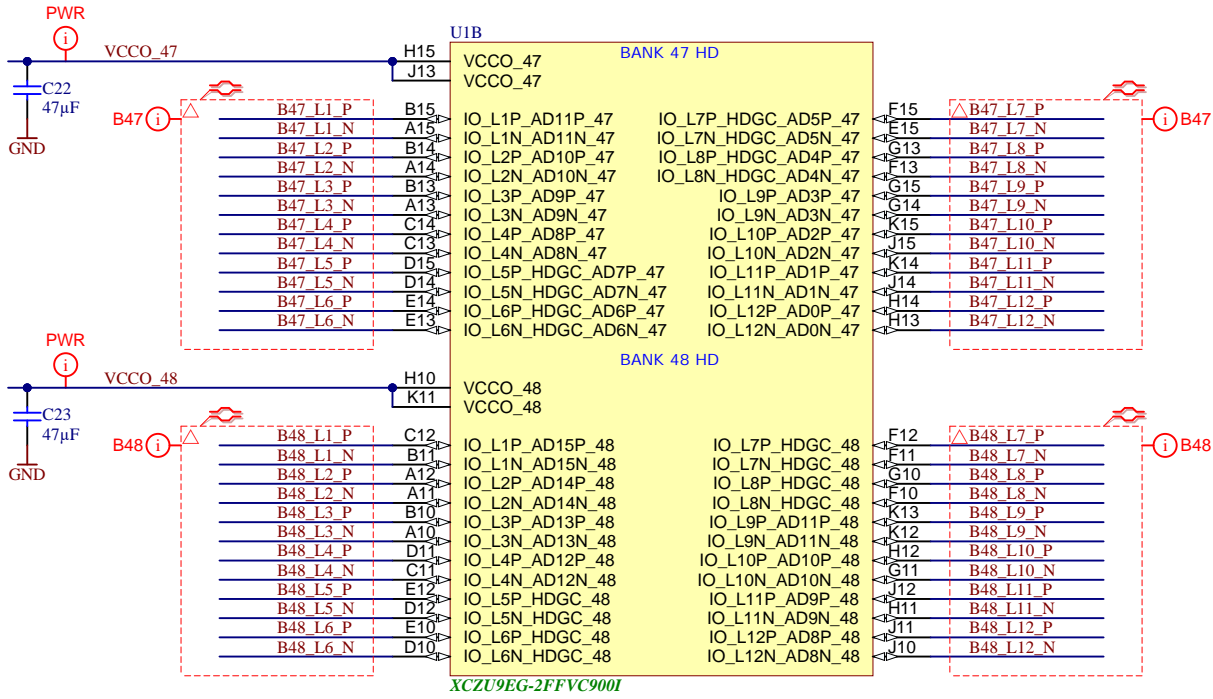 PWR
i
U1B
BANK 47 HD
VCCO_47
H15 VCCO_47
J13 VCCO_47
C22
47µF
GND
B47 i
B47_L1_P B15 IO_L1P_AD11P_47 IO_L7P_HDGC_AD5P_47 F15 B47_L7_P
B47_L1_N A15 IO_L1N_AD11N_47 IO_L7N_HDGC_AD5N_47 E15 B47_L7_N
B47_L2_P B14 IO_L2P_AD10P_47 IO_L8P_HDGC_AD4P_47 G13 B47_L8_P
B47_L2_N A14 IO_L2N_AD10N_47 IO_L8N_HDGC_AD4N_47 F13 B47_L8_N
B47_L3_P B13 IO_L3P_AD9P_47 IO_L9P_AD3P_47 G15 B47_L9_P
B47_L3_N A13 IO_L3N_AD9N_47 IO_L9N_AD3N_47 G14 B47_L9_N
B47_L4_P C14 IO_L4P_AD8P_47 IO_L10P_AD2P_47 K15 B47_L10_P
B47_L4_N C13 IO_L4N_AD8N_47 IO_L10N_AD2N_47 J15 B47_L10_N
B47_L5_P D15 IO_L5P_HDGC_AD7P_47 IO_L11P_AD1P_47 K14 B47_L11_P
B47_L5_N D14 IO_L5N_HDGC_AD7N_47 IO_L11N_AD1N_47 J14 B47_L11_N
B47_L6_P E14 IO_L6P_HDGC_AD6P_47 IO_L12P_AD0P_47 H14 B47_L12_P
B47_L6_N E13 IO_L6N_HDGC_AD6N_47 IO_L12N_AD0N_47 H13 B47_L12_N
i B47
PWR
i
BANK 48 HD
VCCO_48
H10 VCCO_48
K11 VCCO_48
C23
47µF
GND
B48 i
B48_L1_P C12 IO_L1P_AD15P_48 IO_L7P_HDGC_48 F12 B48_L7_P
B48_L1_N B11 IO_L1N_AD15N_48 IO_L7N_HDGC_48 F11 B48_L7_N
B48_L2_P A12 IO_L2P_AD14P_48 IO_L8P_HDGC_48 G10 B48_L8_P
B48_L2_N A11 IO_L2N_AD14N_48 IO_L8N_HDGC_48 F10 B48_L8_N
B48_L3_P B10 IO_L3P_AD13P_48 IO_L9P_AD11P_48 K13 B48_L9_P
B48_L3_N A10 IO_L3N_AD13N_48 IO_L9N_AD11N_48 K12 B48_L9_N
B48_L4_P D11 IO_L4P_AD12P_48 IO_L10P_AD10P_48 H12 B48_L10_P
B48_L4_N C11 IO_L4N_AD12N_48 IO_L10N_AD10N_48 G11 B48_L10_N
B48_L5_P E12 IO_L5P_HDGC_48 IO_L11P_AD9P_48 J12 B48_L11_P
B48_L5_N D12 IO_L5N_HDGC_48 IO_L11N_AD9N_48 H11 B48_L11_N
B48_L6_P E10 IO_L6P_HDGC_48 IO_L12P_AD8P_48 J11 B48_L12_P
B48_L6_N D10 IO_L6N_HDGC_48 IO_L12N_AD8N_48 J10 B48_L12_N
i B48
XCZU9EG-2FFVC900I